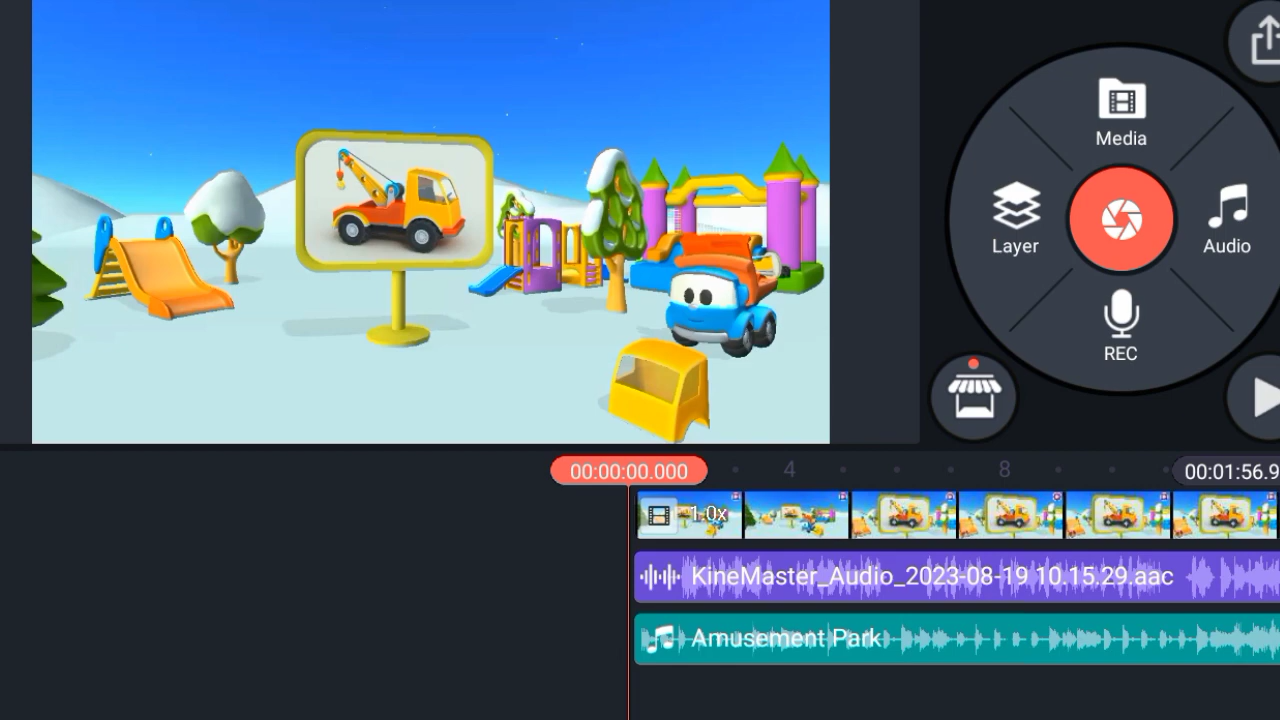 Media
Layer
Audio
REC
00:00:00.000
4
8
00:01:56.9
1.0x
KineMaster_Audio_2023-08-19 10.15.29.aac
Amusement Park